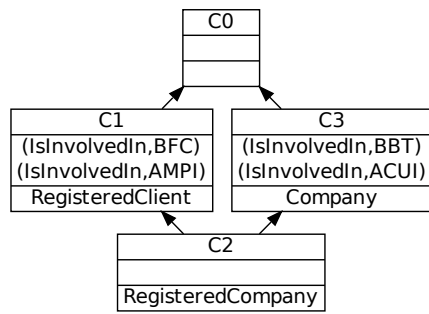 C0
C1
(IsInvolvedIn,BFC)
(IsInvolvedIn,AMPI)
RegisteredClient
C3
(IsInvolvedIn,BBT)
(IsInvolvedIn,ACUI)
Company
C2
RegisteredCompany